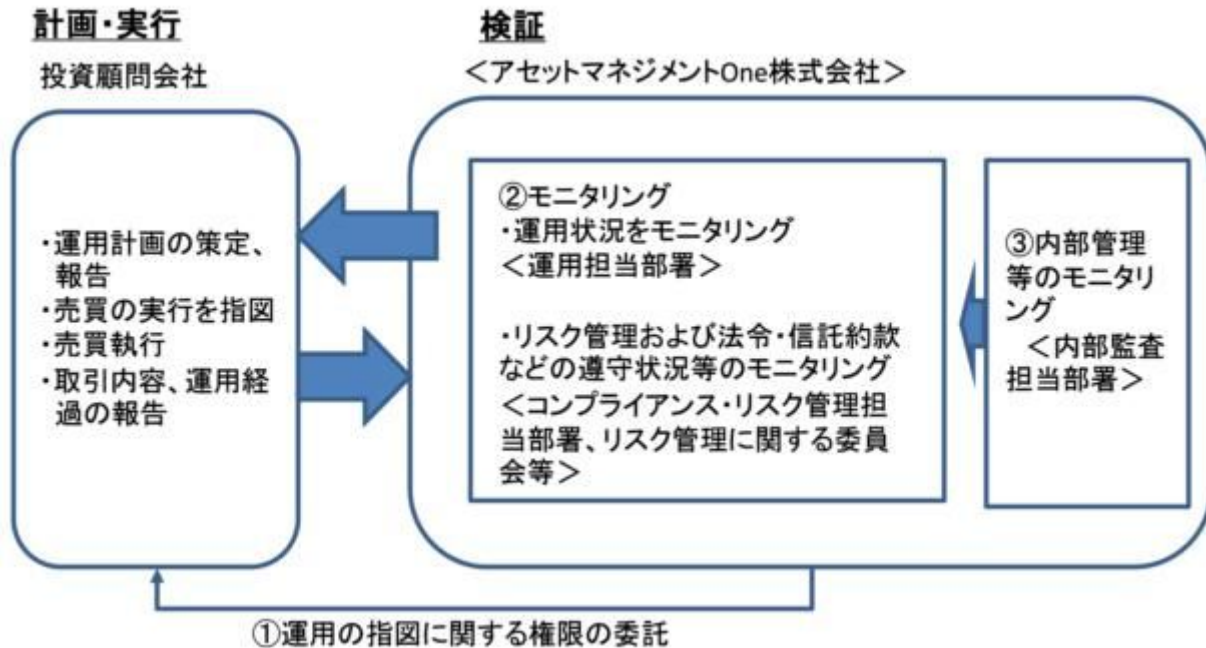 計画・実行
投資顧問会社
・運用計画の策定、
報告
・売買の実行を指図
・売買執行
・取引内容、運用経
過の報告
検証
＜アセットマネジメントOne株式会社＞
②モニタリング
・運用状況をモニタリング
＜運用担当部署＞
・リスク管理および法令・信託約款
などの遵守状況等のモニタリング
＜コンプライアンス・リスク管理担
当部署、リスク管理に関する委員
会等＞
③内部管理
等のモニタリ
ング
＜内部監査
担当部署＞
①運用の指図に関する権限の委託